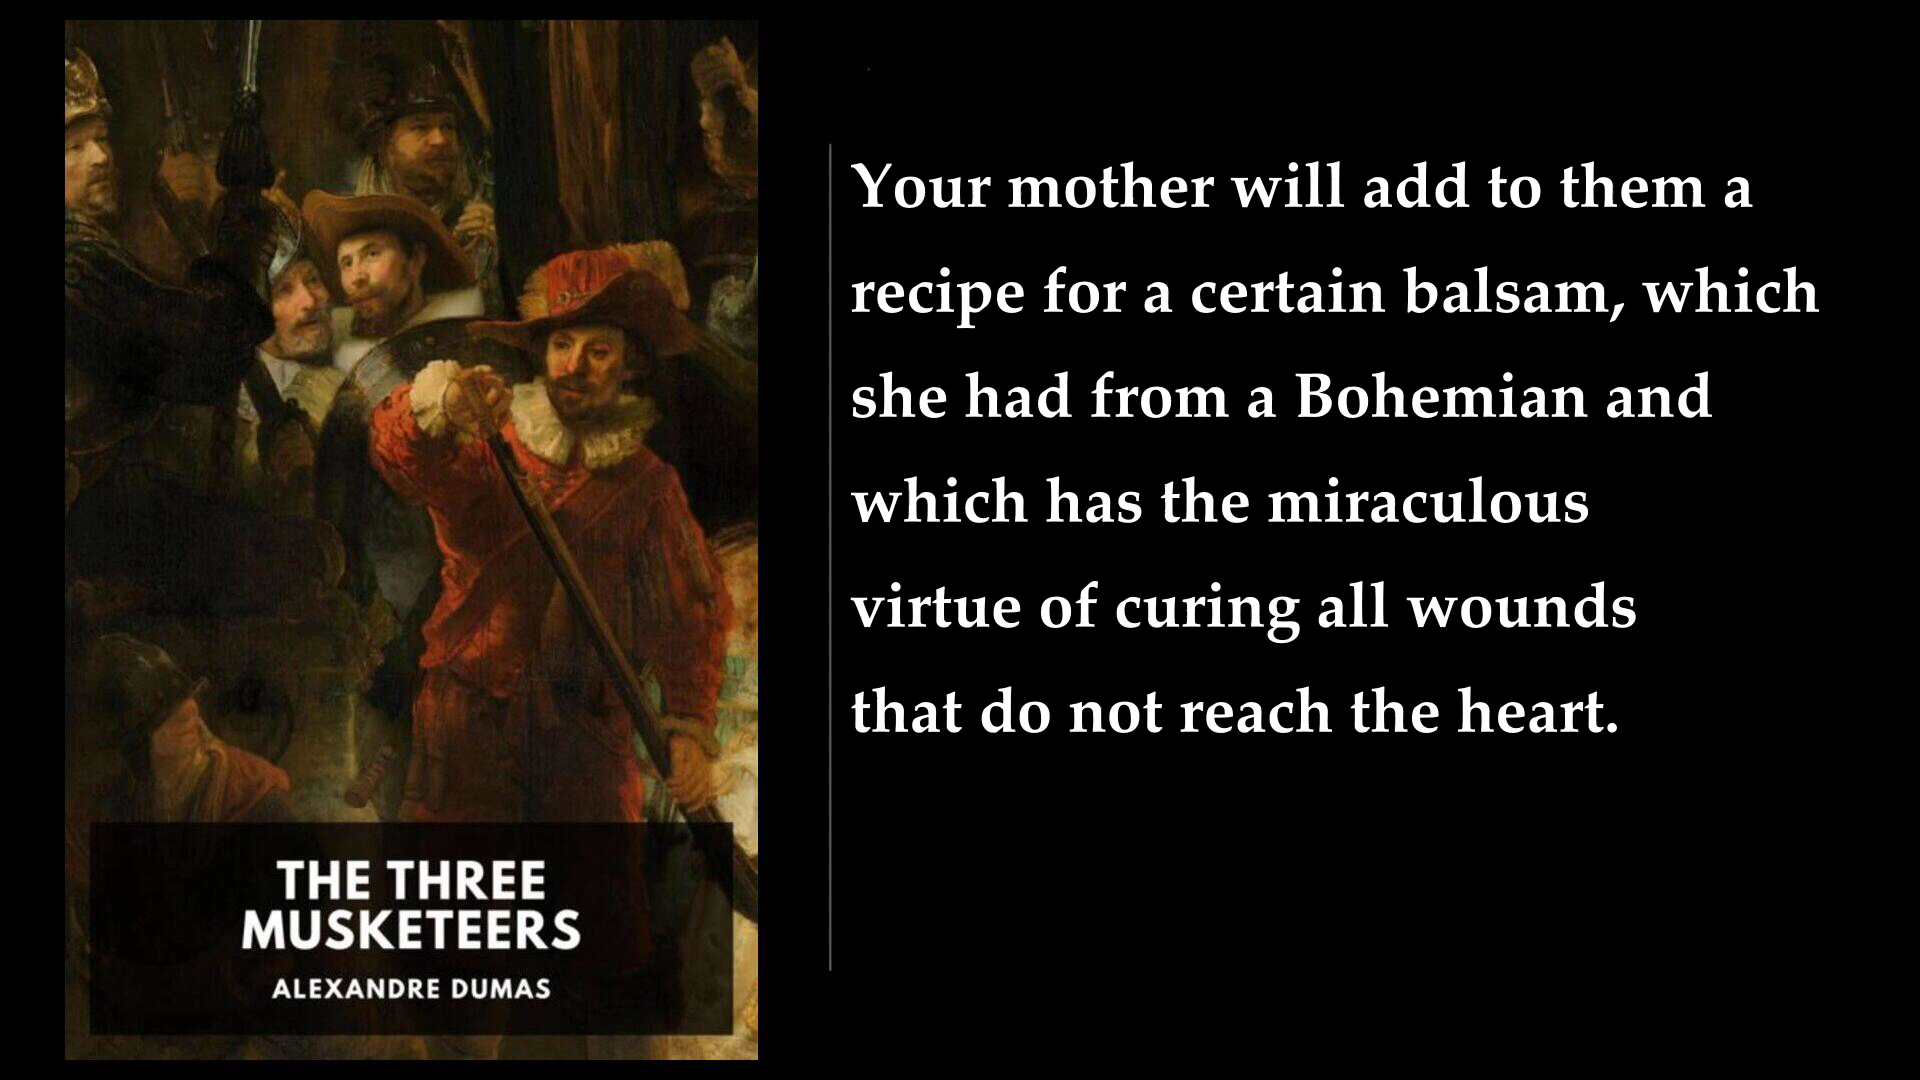 THE THREE
MUSKETEERS
ALEXANDRE DUMAS
Your mother will add to them a
recipe for a certain balsam, which
she had from a Bohemian and
which has the miraculous
virtue of curing all wounds
that do not reach the heart.